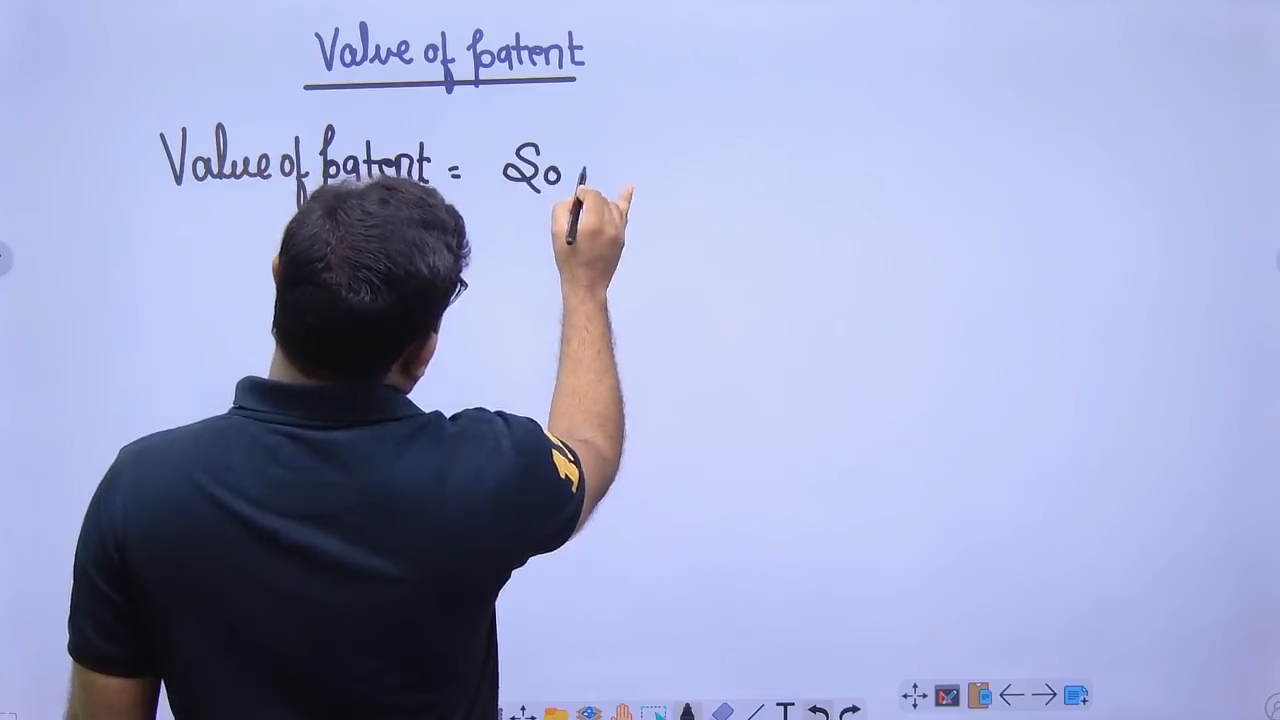 Value of patent
Value of patent = So